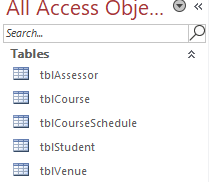 All Access Obje...
Search...
Tables
tblAssessor
tblCourse
tblCourseSchedule
tblStudent
tblVenue